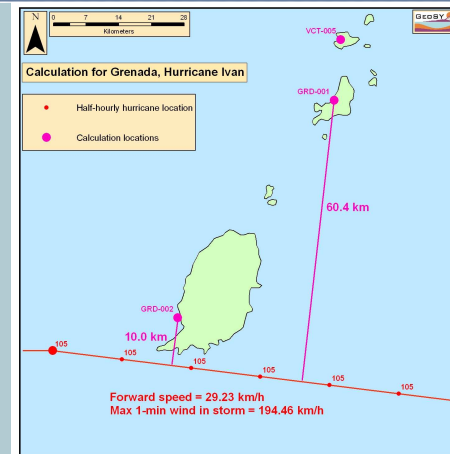 N
0 7 14 21 28
Kilometers
GEOBY
VCT-005
Calculation for Grenada, Hurricane Ivan
GRD-001
Half-hourly hurricane location
Calculation locations
60.4 km
GRD-002
10.0 km
105
105
105
105
105
105
Forward speed = 29.23 km/h
Max 1-min wind in storm = 194.46 km/h